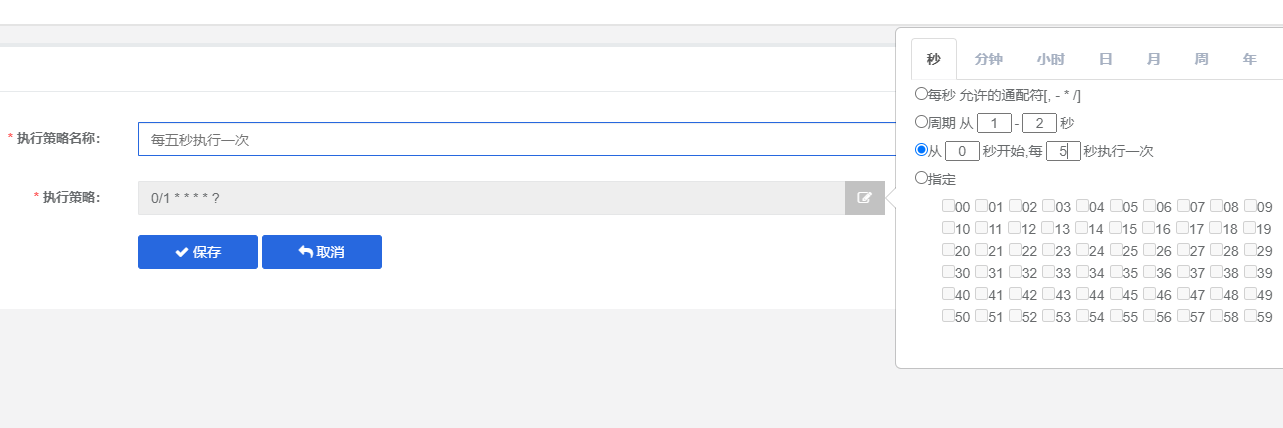 秒 分钟 小时 日 月 周 年
每秒 允许的通配符[, - * /]
周期 从 1 - 2 秒
从 0 秒开始,每 5 秒执行一次
指定
00 01 02 03 04 05 06 07 08 09
10 11 12 13 14 15 16 17 18 19
20 21 22 23 24 25 26 27 28 29
30 31 32 33 34 35 36 37 38 39
40 41 42 43 44 45 46 47 48 49
50 51 52 53 54 55 56 57 58 59
* 执行策略名称： 每五秒执行一次
* 执行策略： 0/1 * * * * ?
保存 取消